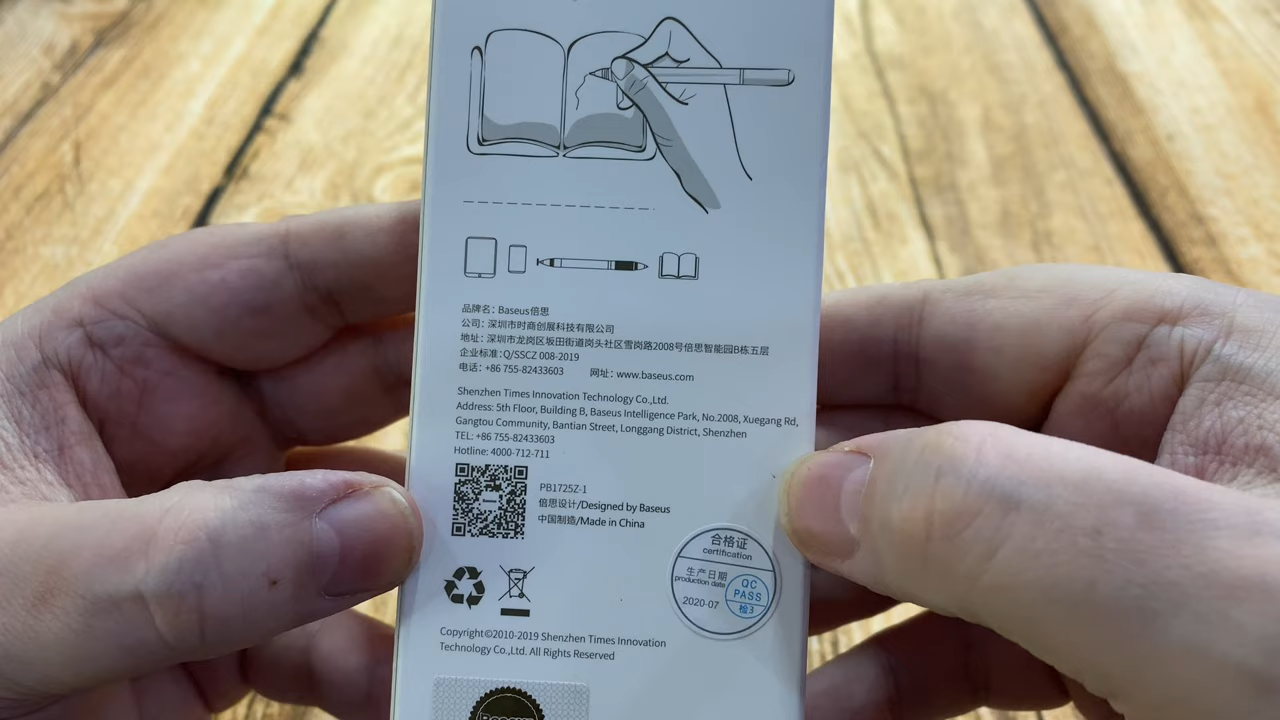 品牌名：Baseus倍思
公司：深圳市时商创展科技有限公司
地址：深圳市龙岗区坂田街道岗头社区雪岗路2008号倍思智能园B栋五层
企业标准：Q/SSCZ 008-2019
电话：+86 755-82433603 网址：www.baseus.com
Shenzhen Times Innovation Technology Co.,Ltd.
Address: 5th Floor, Building B, Baseus Intelligence Park, No.2008, Xuegang Rd,
Gangtou Community, Bantian Street, Longgang District, Shenzhen
TEL: +86 755-82433603
Hotline: 4000-712-711
PB1725Z-1
倍思设计/Designed by Baseus
中国制造/Made in China
合格证
certification
生产日期
production date
2020-07
QC
PASS
检3
Copyright©2010-2019 Shenzhen Times Innovation
Technology Co.,Ltd. All Rights Reserved